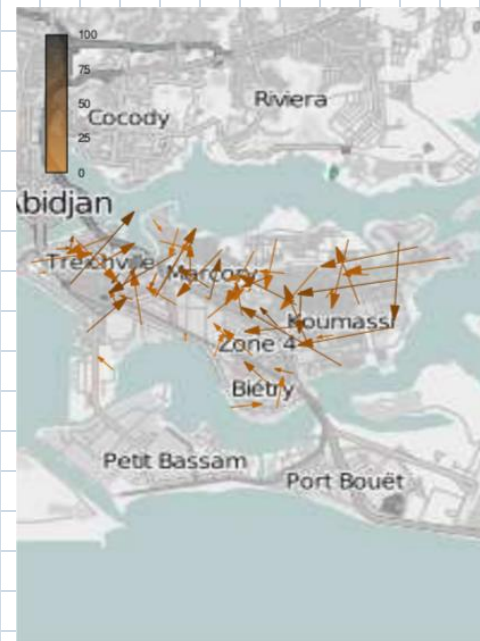 100
75
50
25
0
Cocody
Riviera
Abidjan
Treichville
Marcory
Koumassi
Zone 4
Biétry
Petit Bassam
Port Bouët